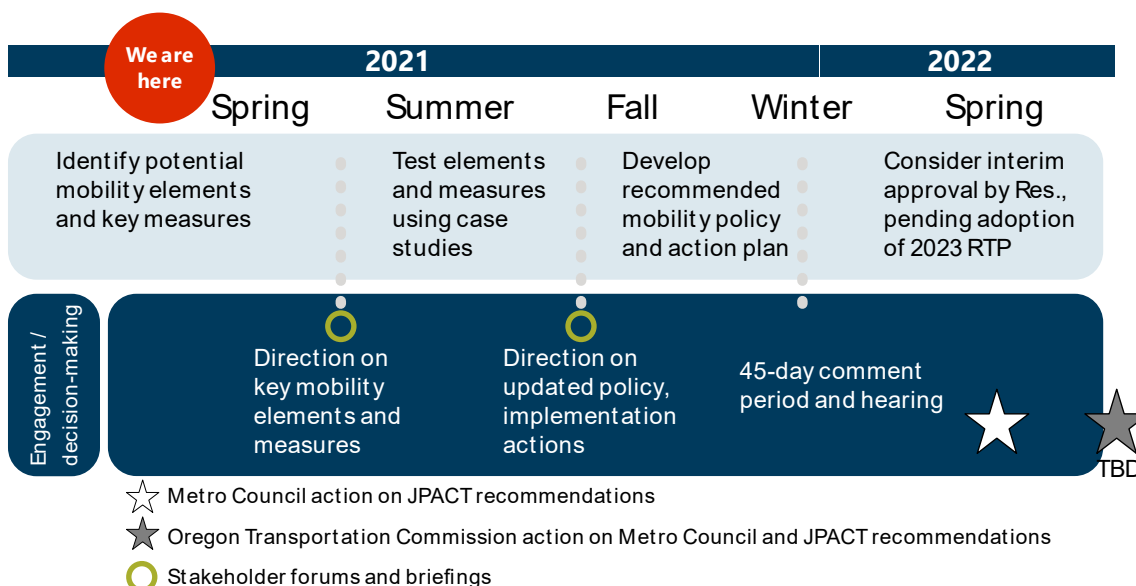 We are
here
2021
2022
Spring
Summer
Fall
Winter
Spring
Identify potential
mobility elements
and key measures
Test elements
and measures
using case
studies
Develop
recommended
mobility policy
and action plan
Consider interim
approval by Res.,
pending adoption
of 2023 RTP
Engagement /
decision-making
Direction on
key mobility
elements and
measures
Direction on
updated policy,
implementation
actions
45-day comment
period and hearing
TBD
Metro Council action on JPACT recommendations
Oregon Transportation Commission action on Metro Council and JPACT recommendations
Stakeholder forums and briefings